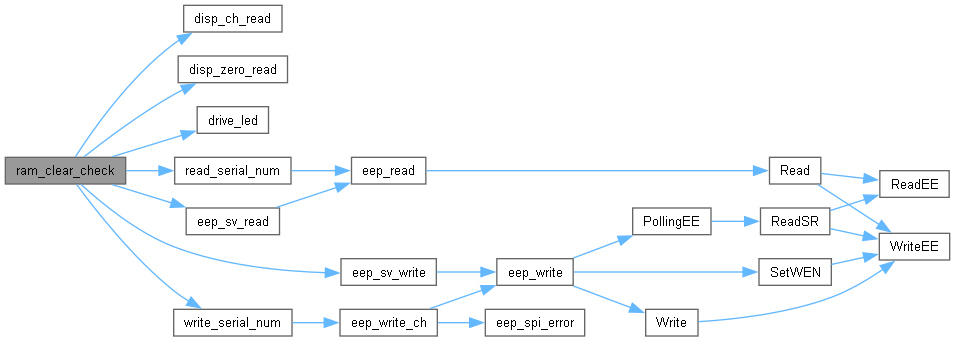 disp_ch_read
disp_zero_read
drive_led
ram_clear_check
read_serial_num
eep_read
Read
ReadEE
eep_sv_read
PollingEE
ReadSR
WriteEE
eep_sv_write
eep_write
SetWEN
write_serial_num
eep_write_ch
eep_spi_error
Write